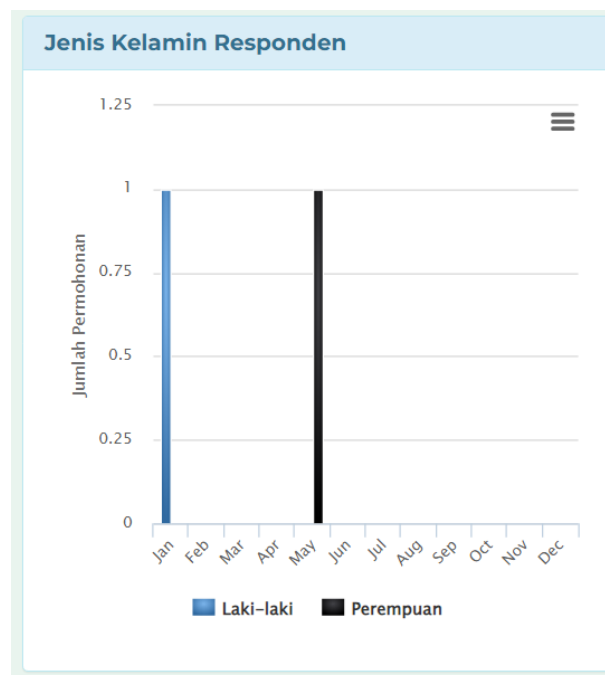 Jenis Kelamin Responden
1.25
1
0.75
0.5
0.25
0
Jumlah Permohonan
Jan Feb Mar Apr May Jun Jul Aug Sep Oct Nov Dec
Laki-laki Perempuan